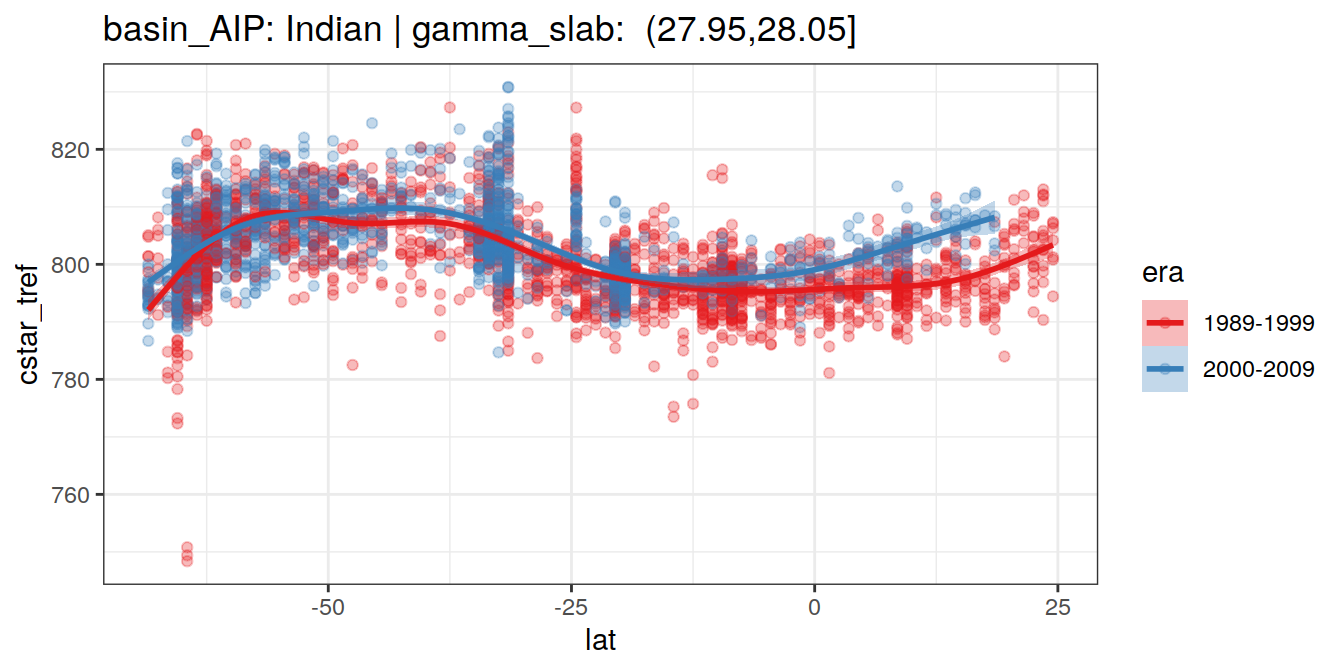 basin_AIP: Indian | gamma_slab:  (27.95,28.05]
820
800
780
760
cstar_tref
-50
-25
0
25
lat
era
1989-1999
2000-2009